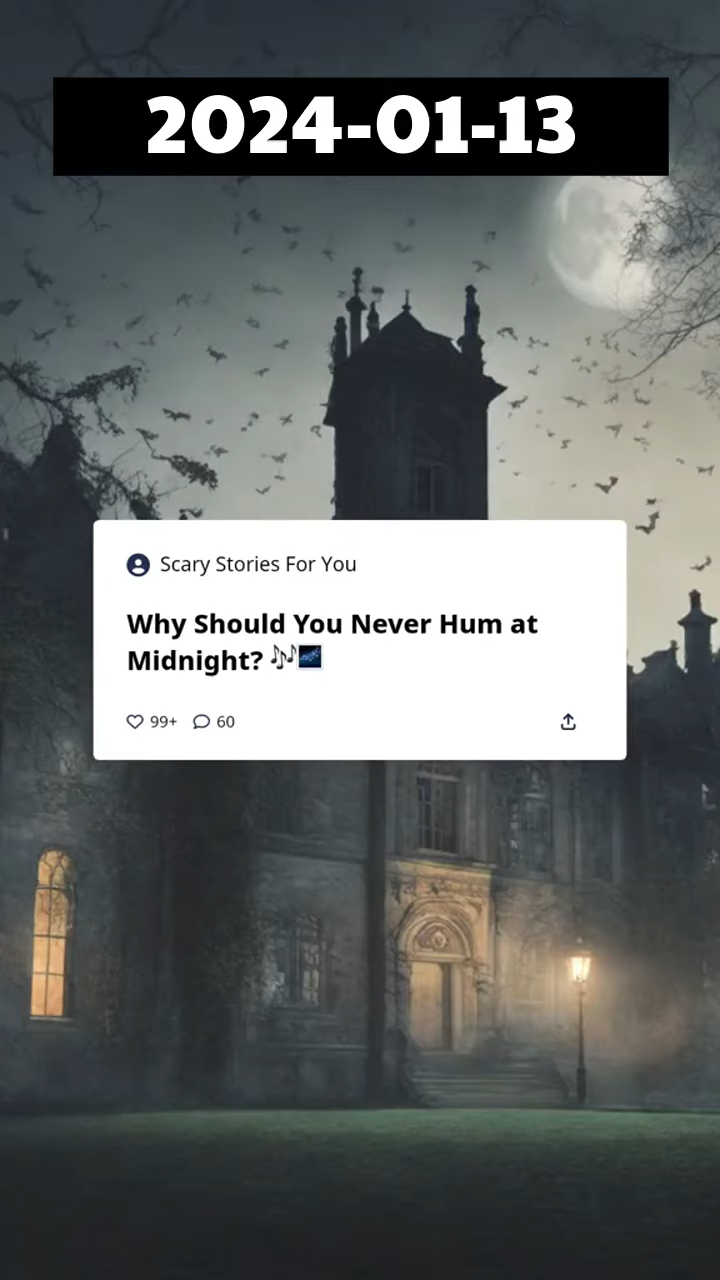 2024-01-13
Scary Stories For You
Why Should You Never Hum at
Midnight? 🎶🌌
99+ 60